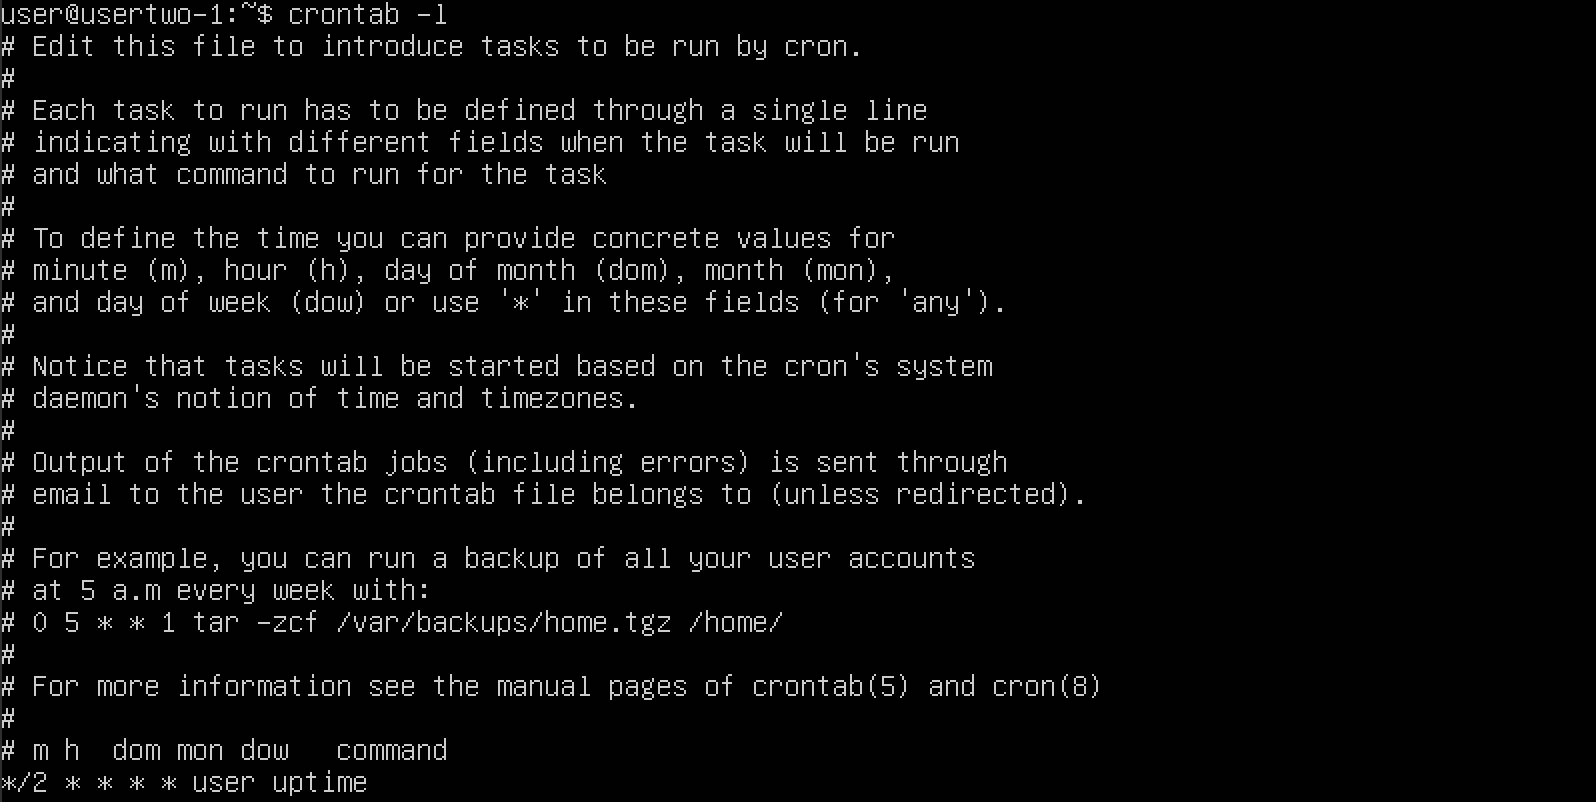 user@usertwo-1:~$ crontab -l
# Edit this file to introduce tasks to be run by cron.
#
# Each task to run has to be defined through a single line
# indicating with different fields when the task will be run
# and what command to run for the task
#
# To define the time you can provide concrete values for
# minute (m), hour (h), day of month (dom), month (mon),
# and day of week (dow) or use '*' in these fields (for 'any').
#
# Notice that tasks will be started based on the cron's system
# daemon's notion of time and timezones.
#
# Output of the crontab jobs (including errors) is sent through
# email to the user the crontab file belongs to (unless redirected).
#
# For example, you can run a backup of all your user accounts
# at 5 a.m every week with:
# 0 5 * * 1 tar -zcf /var/backups/home.tgz /home/
#
# For more information see the manual pages of crontab(5) and cron(8)
#
# m h  dom mon dow   command
*/2 * * * * user uptime